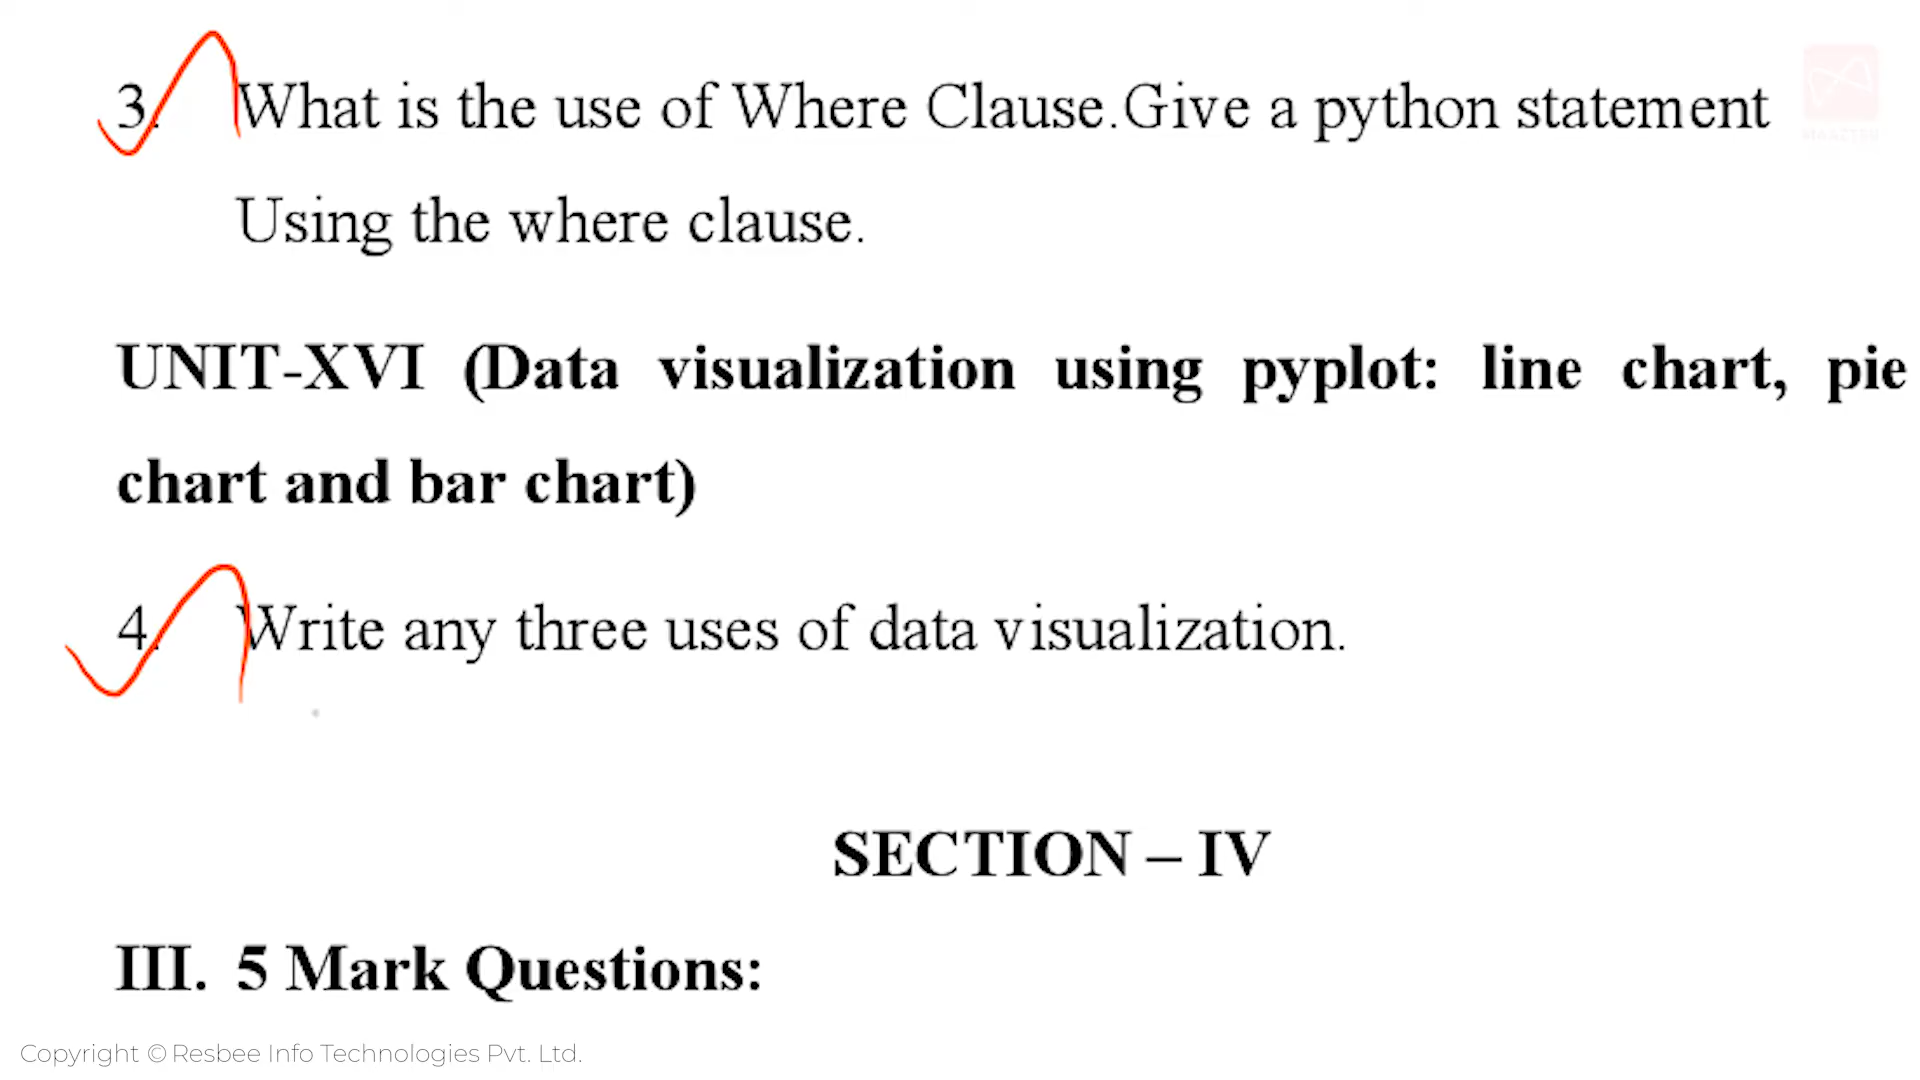 3. What is the use of Where Clause.Give a python statement
Using the where clause.
UNIT-XVI (Data visualization using pyplot: line chart, pie
chart and bar chart)
4. Write any three uses of data visualization.
SECTION – IV
III. 5 Mark Questions:
Copyright © Resbee Info Technologies Pvt. Ltd.